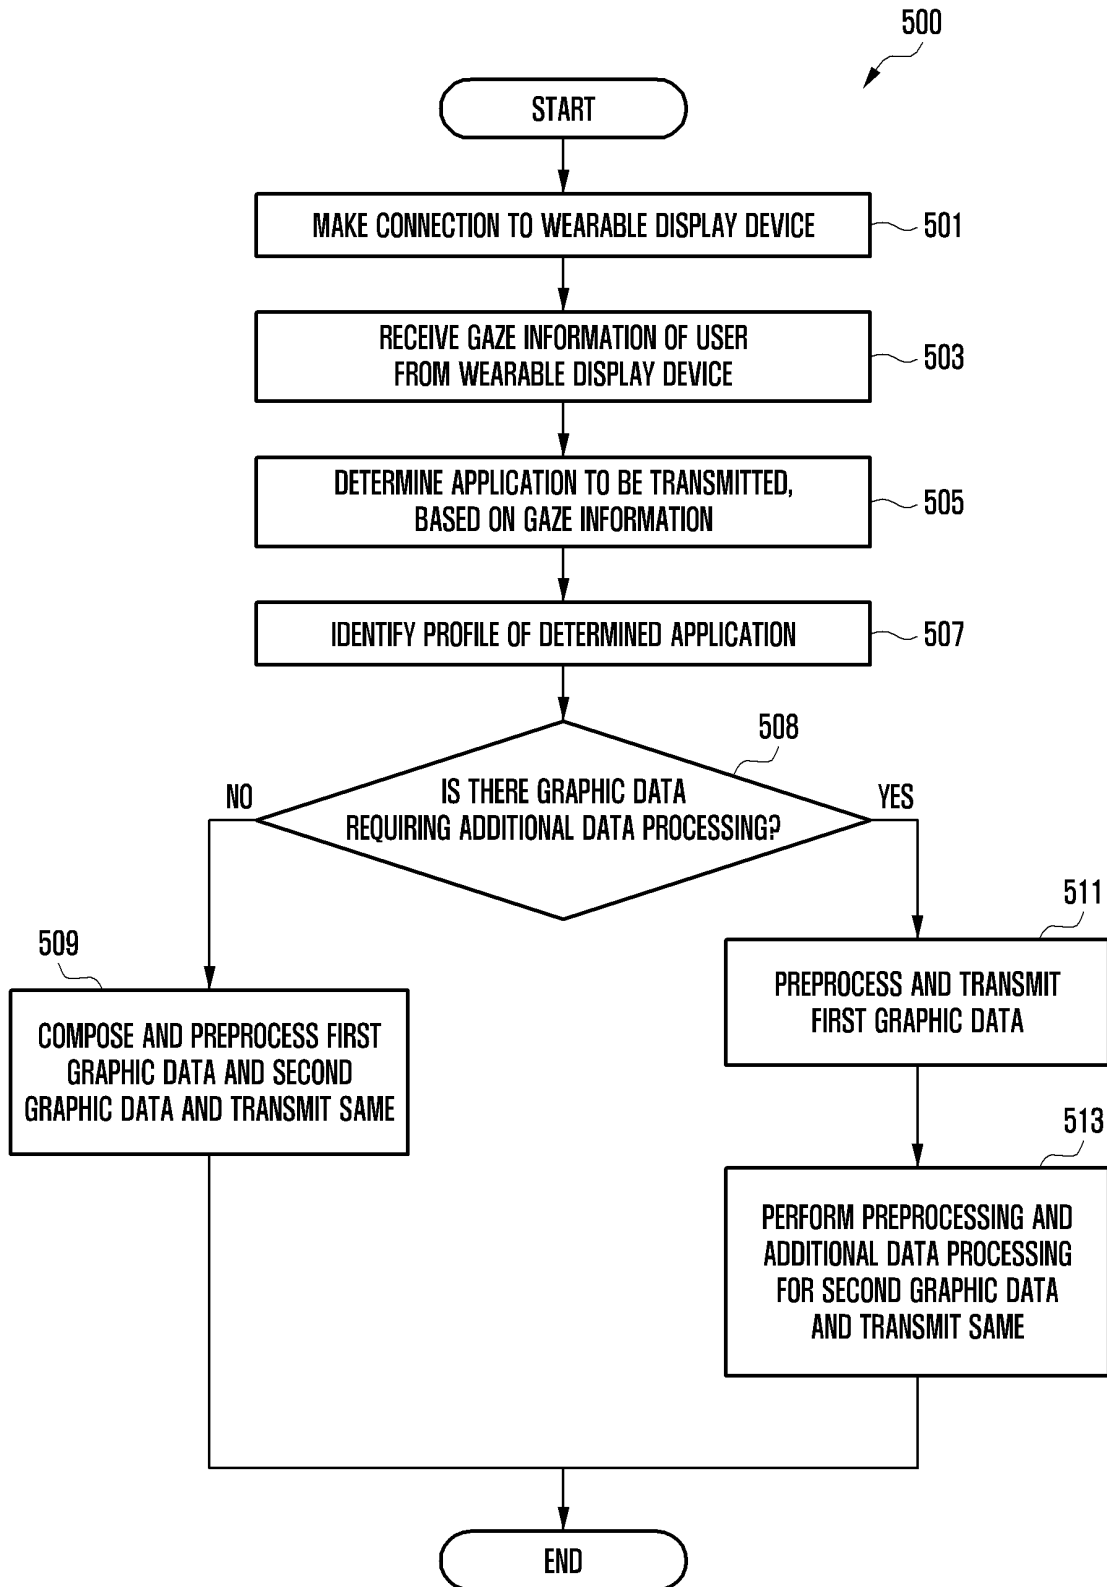 500
START
MAKE CONNECTION TO WEARABLE DISPLAY DEVICE
501
RECEIVE GAZE INFORMATION OF USER
FROM WEARABLE DISPLAY DEVICE
503
DETERMINE APPLICATION TO BE TRANSMITTED,
BASED ON GAZE INFORMATION
505
IDENTIFY PROFILE OF DETERMINED APPLICATION
507
508
IS THERE GRAPHIC DATA
REQUIRING ADDITIONAL DATA PROCESSING?
NO
YES
509
COMPOSE AND PREPROCESS FIRST
GRAPHIC DATA AND SECOND
GRAPHIC DATA AND TRANSMIT SAME
511
PREPROCESS AND TRANSMIT
FIRST GRAPHIC DATA
513
PERFORM PREPROCESSING AND
ADDITIONAL DATA PROCESSING
FOR SECOND GRAPHIC DATA
AND TRANSMIT SAME
END